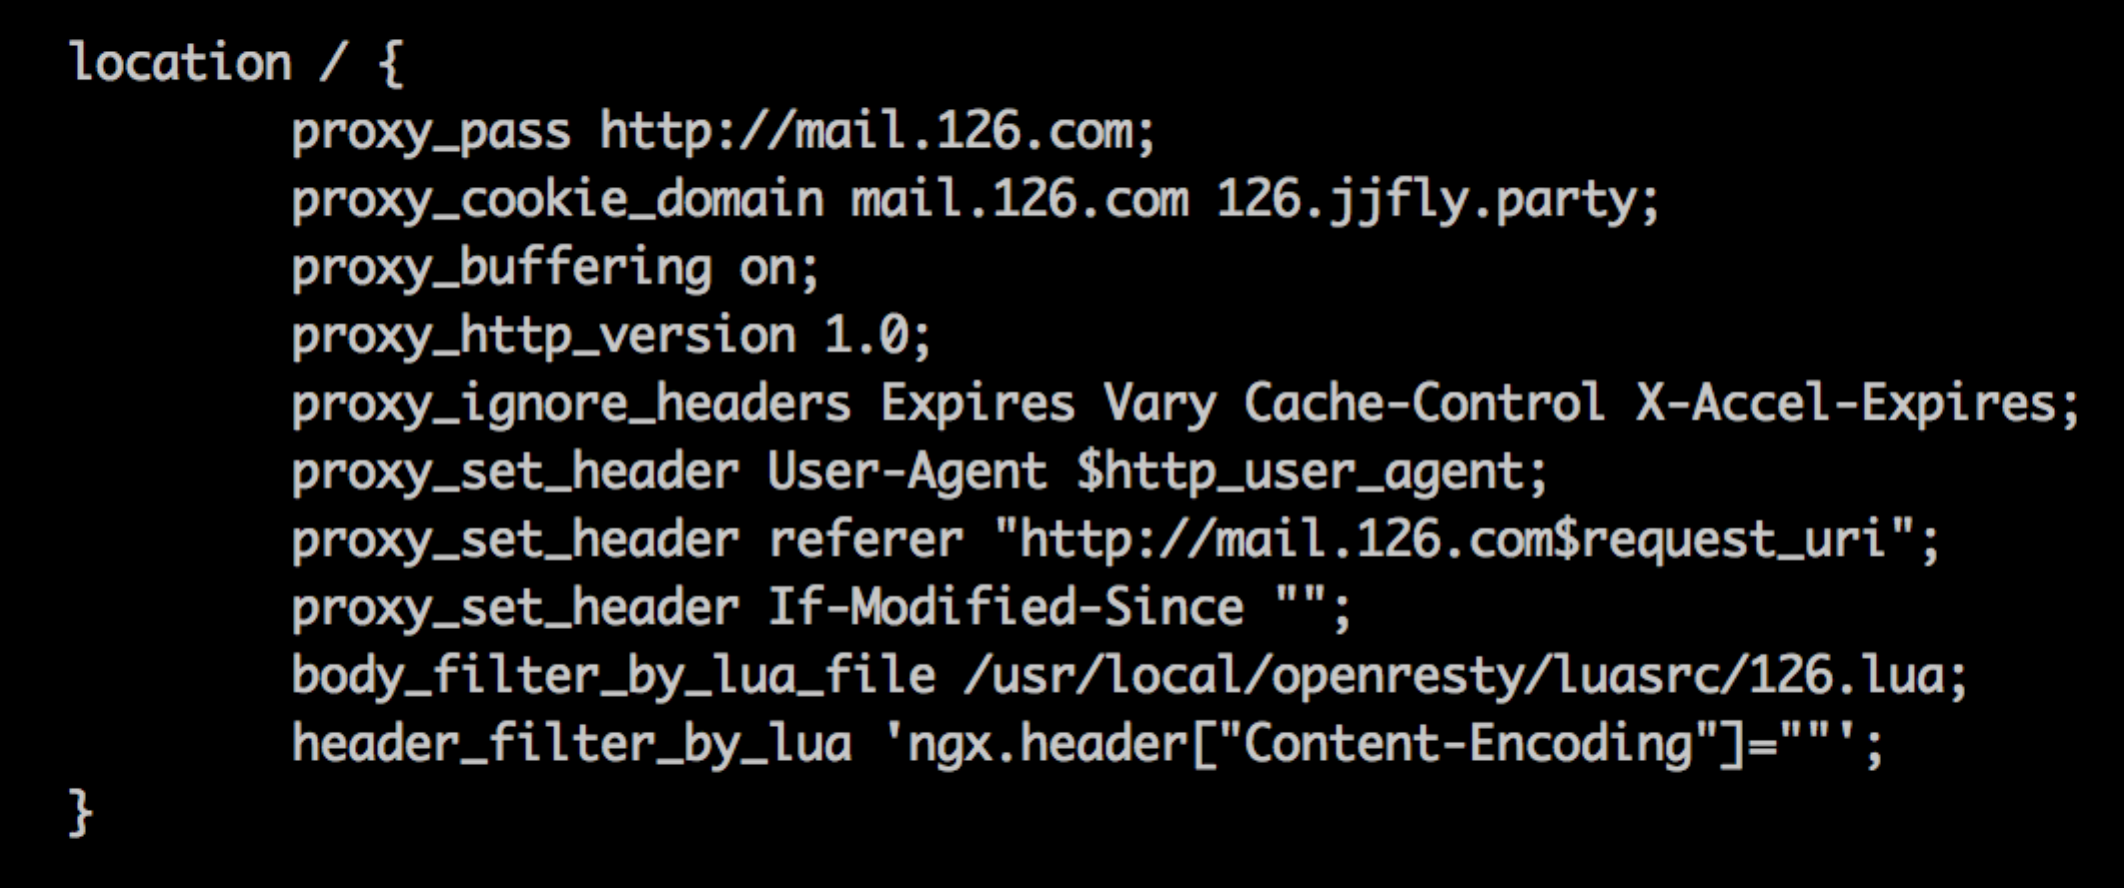 location / {
proxy_pass http://mail.126.com;
proxy_cookie_domain mail.126.com 126.jjfly.party;
proxy_buffering on;
proxy_http_version 1.0;
proxy_ignore_headers Expires Vary Cache-Control X-Accel-Expires;
proxy_set_header User-Agent $http_user_agent;
proxy_set_header referer "http://mail.126.com$request_uri";
proxy_set_header If-Modified-Since "";
body_filter_by_lua_file /usr/local/openresty/luasrc/126.lua;
header_filter_by_lua 'ngx.header["Content-Encoding"]=""';
}